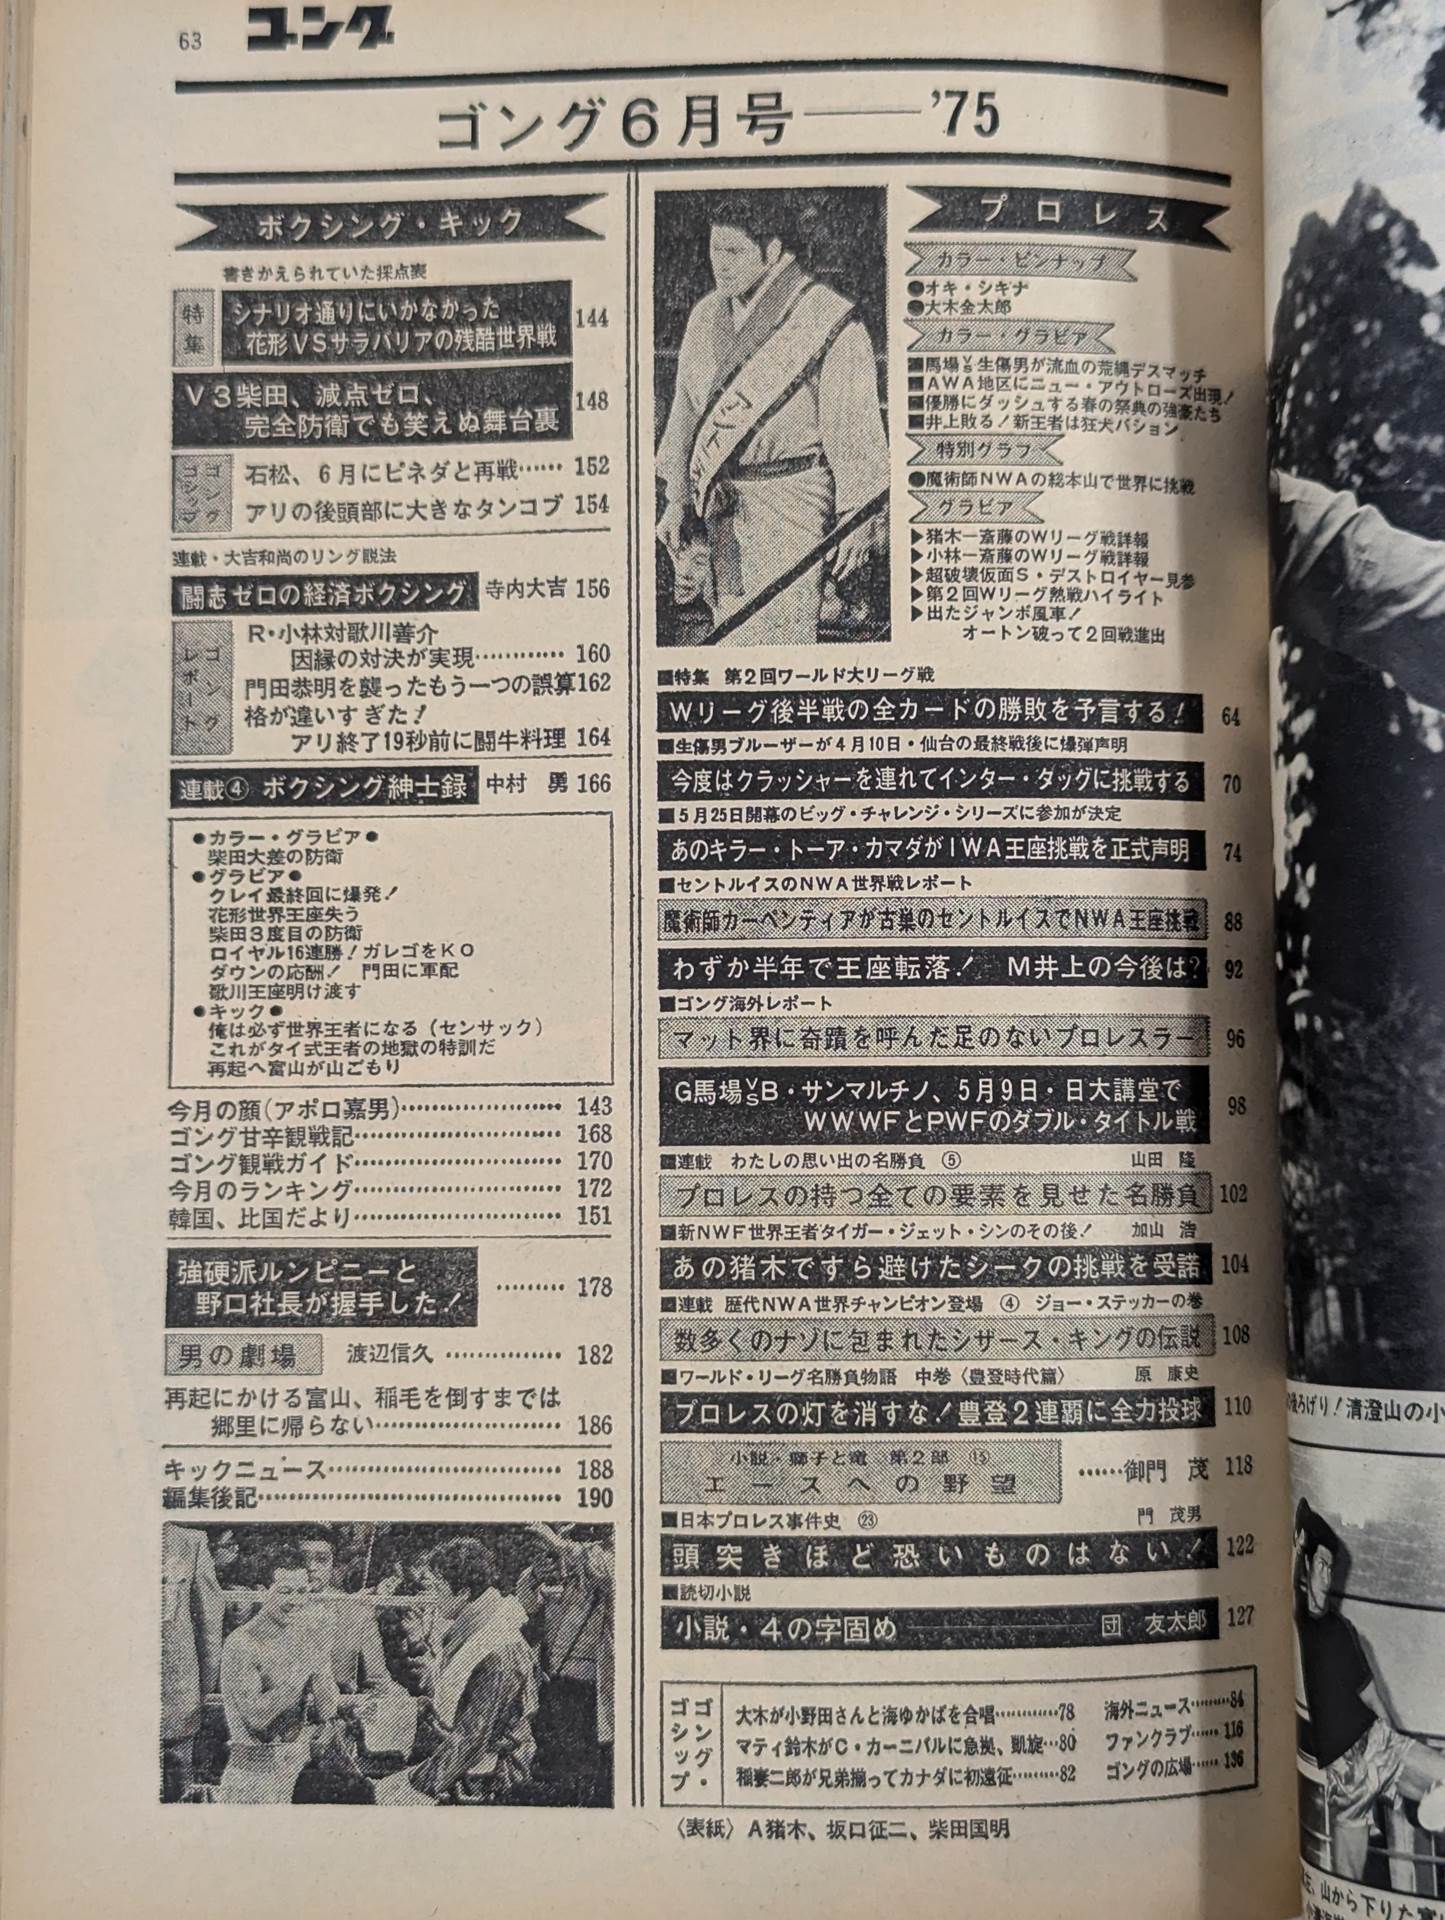 63 ゴング
ゴング6月号——'75
ボクシング・キック
書きかえられていた採点表
特集
シナリオ通りにいかなかった
花形VSサラバリアの残酷世界戦 144
V3柴田、減点ゼロ、
完全防衛でも笑えぬ舞台裏 148
ゴングゴシップ
石松、6月にピネダと再戦…… 152
アリの後頭部に大きなタンコブ 154
連載・大吉和尚のリング説法
闘志ゼロの経済ボクシング 寺内大吉 156
ゴングレポート
R・小林対歌川善介
因縁の対決が実現………… 160
門田恭明を襲ったもう一つの誤算162
格が違いすぎた!
アリ終了19秒前に闘牛料理 164
連載④ ボクシング紳士録 中村 勇 166
●カラー・グラビア●
柴田大差の防衛
●グラビア●
クレイ最終回に爆発!
花形世界王座失う
柴田3度目の防衛
ロイヤル16連勝!ガレゴをKO
ダウンの応酬! 門田に軍配
歌川王座明け渡す
●キック●
俺は必ず世界王者になる(センサック)
これがタイ式王者の地獄の特訓だ
再起へ富山が山ごもり
今月の顔(アポロ嘉男)………………… 143
ゴング甘辛観戦記……………………… 168
ゴング観戦ガイド……………………… 170
今月のランキング……………………… 172
韓国、比国だより……………………… 151
強硬派ルンピニーと
野口社長が握手した! ……… 178
男の劇場 渡辺信久 …………… 182
再起にかける富山、稲毛を倒すまでは
郷里に帰らない…………………… 186
キックニュース………………………… 188
編集後記………………………………… 190
プロレス
カラー・ピンナップ
●オキ・シキナ
●大木金太郎
カラー・グラビア
■馬場VS生傷男が流血の荒縄デスマッチ
■AWA地区にニュー・アウトローズ出現!
■優勝にダッシュする春の祭典の強豪たち
■井上敗る!新王者は狂犬バション
特別グラフ
●魔術師NWAの総本山で世界に挑戦
グラビア
▶猪木―斎藤のWリーグ戦詳報
▶小林―斎藤のWリーグ戦詳報
▶超破壊仮面S・デストロイヤー見参
▶第2回Wリーグ熱戦ハイライト
▶出たジャンボ風車!
オートン破って2回戦進出
■特集 第2回ワールド大リーグ戦
Wリーグ後半戦の全カードの勝敗を予言する! 64
■生傷男ブルーザーが4月10日・仙台の最終戦後に爆弾声明
今度はクラッシャーを連れてインター・タッグに挑戦する 70
■5月25日開幕のビッグ・チャレンジ・シリーズに参加が決定
あのキラー・トーア・カマダがIWA王座挑戦を正式声明 74
■セントルイスのNWA世界戦レポート
魔術師カーペンティアが古巣のセントルイスでNWA王座挑戦 88
わずか半年で王座転落! M井上の今後は? 92
■ゴング海外レポート
マット界に奇蹟を呼んだ足のないプロレスラー 96
G馬場VSB・サンマルチノ、5月9日・日大講堂で
WWWFとPWFのダブル・タイトル戦 98
■連載 わたしの思い出の名勝負 ⑤ 山田 隆
プロレスの持つ全ての要素を見せた名勝負 102
■新NWF世界王者タイガー・ジェット・シンのその後! 加山 浩
あの猪木ですら避けたシークの挑戦を受諾 104
■連載 歴代NWA世界チャンピオン登場 ④ ジョー・ステッカーの巻
数多くのナゾに包まれたシザース・キングの伝説 108
■ワールド・リーグ名勝負物語 中巻〈豊登時代篇〉 原 康史
プロレスの灯を消すな!豊登2連覇に全力投球 110
小説・獅子と竜 第2部 ⑮
エースへの野望 ……御門 茂 118
■日本プロレス事件史 ㉓ 門 茂男
頭突きほど恐いものはない! 122
■読切小説
小説・4の字固め―――― 団 友太郎 127
ゴング・ゴシップ
大木が小野田さんと海ゆかばを合唱…………78
マティ鈴木がC・カーニバルに急拠、凱旋…80
稲妻二郎が兄弟揃ってカナダに初遠征………82
海外ニュース………84
ファンクラブ…… 116
ゴングの広場…… 136
〈表紙〉A猪木、坂口征二、柴田国明
ろげり!清澄山の小
山から下りた富